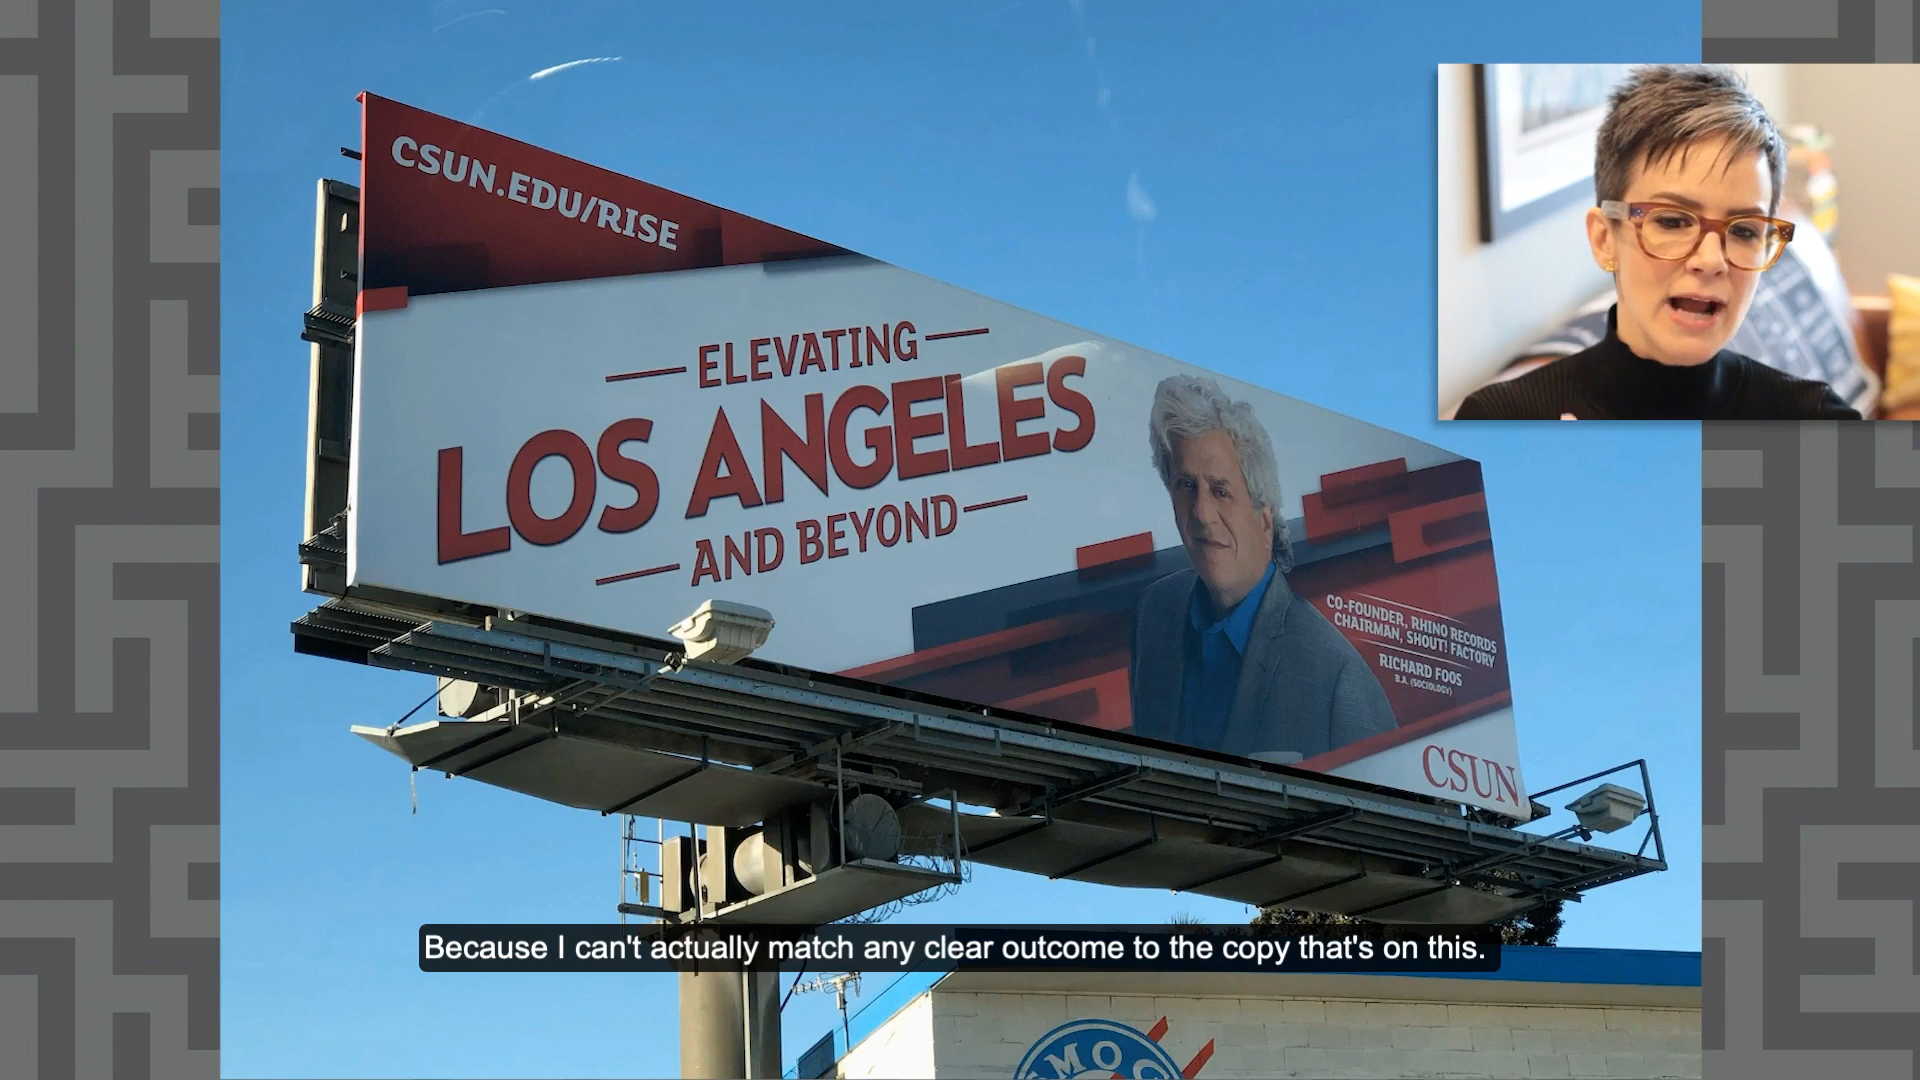 CSUN.EDU/RISE
ELEVATING
LOS ANGELES
AND BEYOND
CO-FOUNDER, RHINO RECORDS
CHAIRMAN, SHOUT! FACTORY
RICHARD FOOS
B.A. (SOCIOLOGY)
CSUN
Because I can't actually match any clear outcome to the copy that's on this.